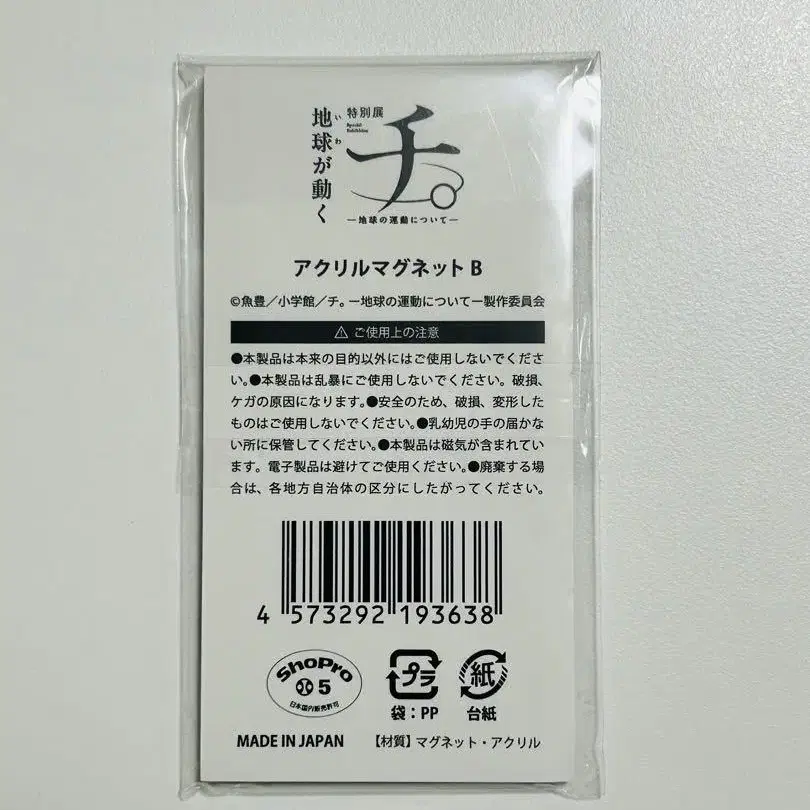 特別展
Special Exhibition
チ。
―地球の運動について―
地球が動く
いわ
アクリルマグネット B
©魚豊／小学館／チ。ー地球の運動についてー製作委員会
⚠ ご使用上の注意
●本製品は本来の目的以外にはご使用しないでくださ
い。●本製品は乱暴にご使用しないでください。破損、
ケガの原因になります。●安全のため、破損、変形した
ものはご使用しないでください。●乳幼児の手の届かな
い所に保管してください。●本製品は磁気が含まれてい
ます。電子製品は避けてご使用ください。●廃棄する場
合は、各地方自治体の区分にしたがってください。
4 573292 193638
ShoPro
5
日本国内販売許可
プラ
袋：PP
紙
台紙
MADE IN JAPAN
【材質】マグネット・アクリル